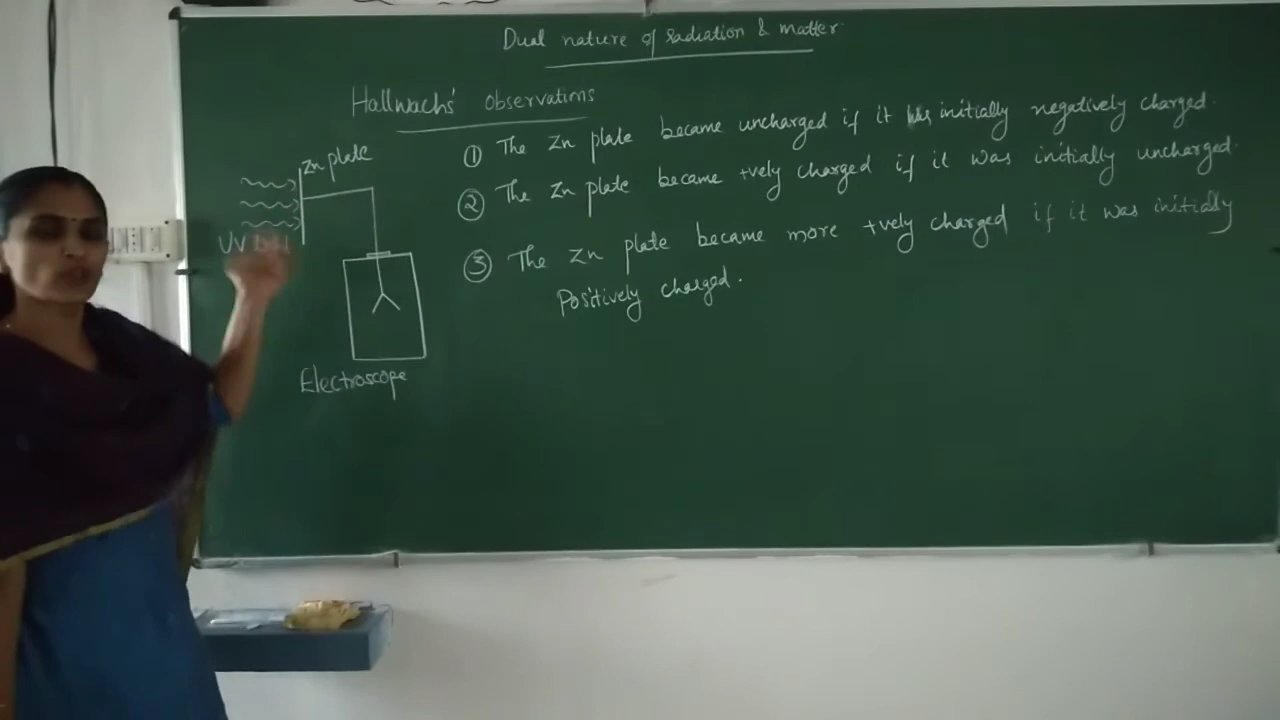 Dual nature of radiation & matter
Hallwachs' observations
Zn plate
UV
Electroscope
① The Zn plate became uncharged if it was initially negatively charged.
② The Zn plate became +vely charged if it was initially uncharged.
③ The Zn plate became more +vely charged if it was initially
Positively charged.